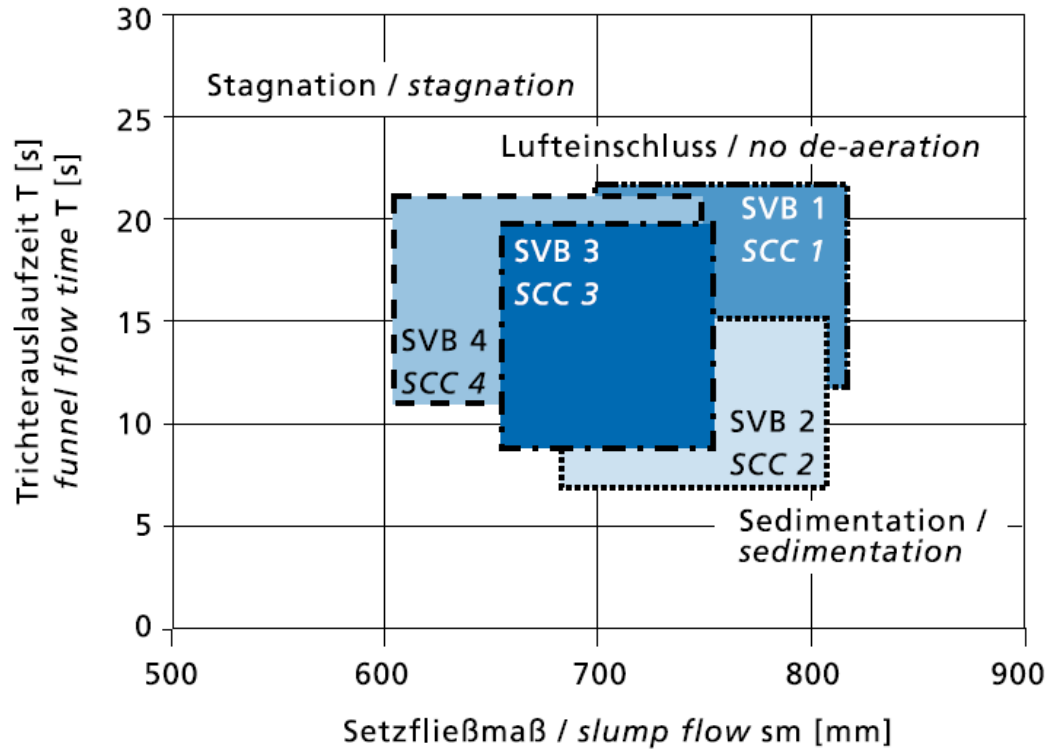 Trichterauslaufzeit T [s]
funnel flow time T [s]
30
25
20
15
10
5
0
Stagnation / stagnation
Lufteinschluss / no de-aeration
SVB 1
SCC 1
SVB 3
SCC 3
SVB 4
SCC 4
SVB 2
SCC 2
Sedimentation /
sedimentation
500 600 700 800 900
Setzfließmaß / slump flow sm [mm]